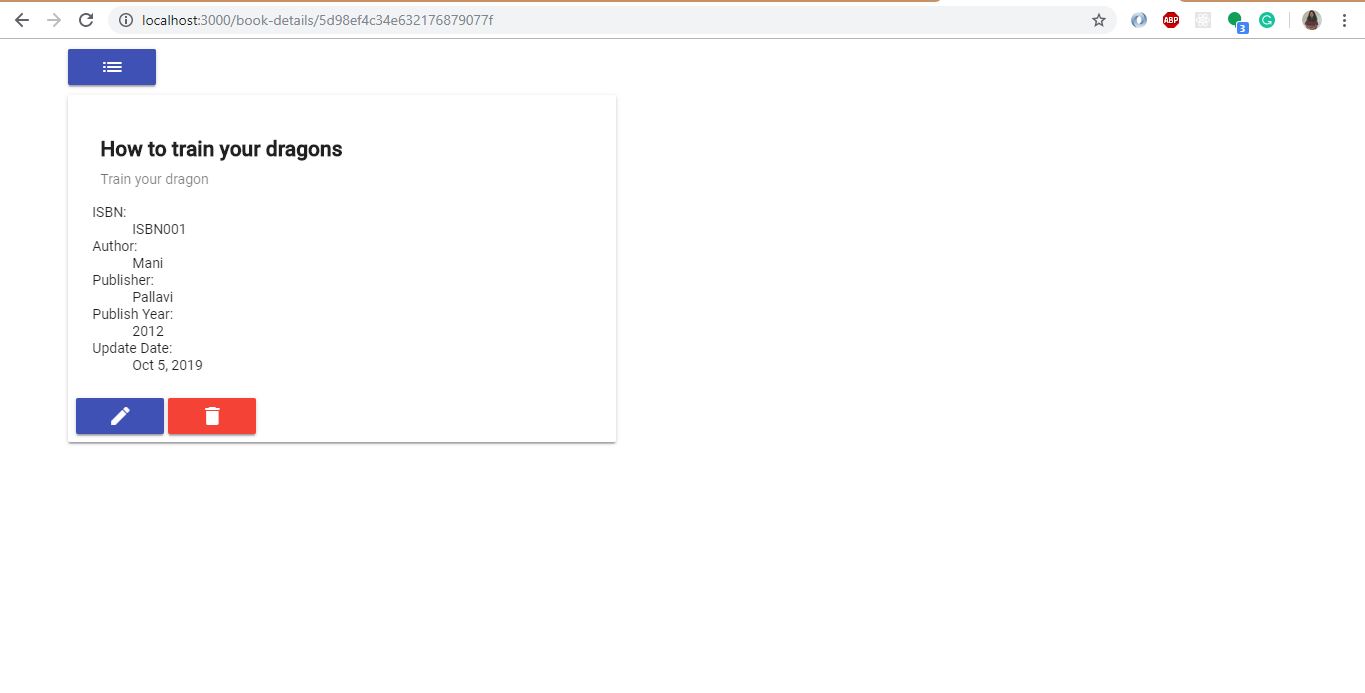 localhost:3000/book-details/5d98ef4c34e632176879077f
ABP
3
G
How to train your dragons
Train your dragon
ISBN:
ISBN001
Author:
Mani
Publisher:
Pallavi
Publish Year:
2012
Update Date:
Oct 5, 2019